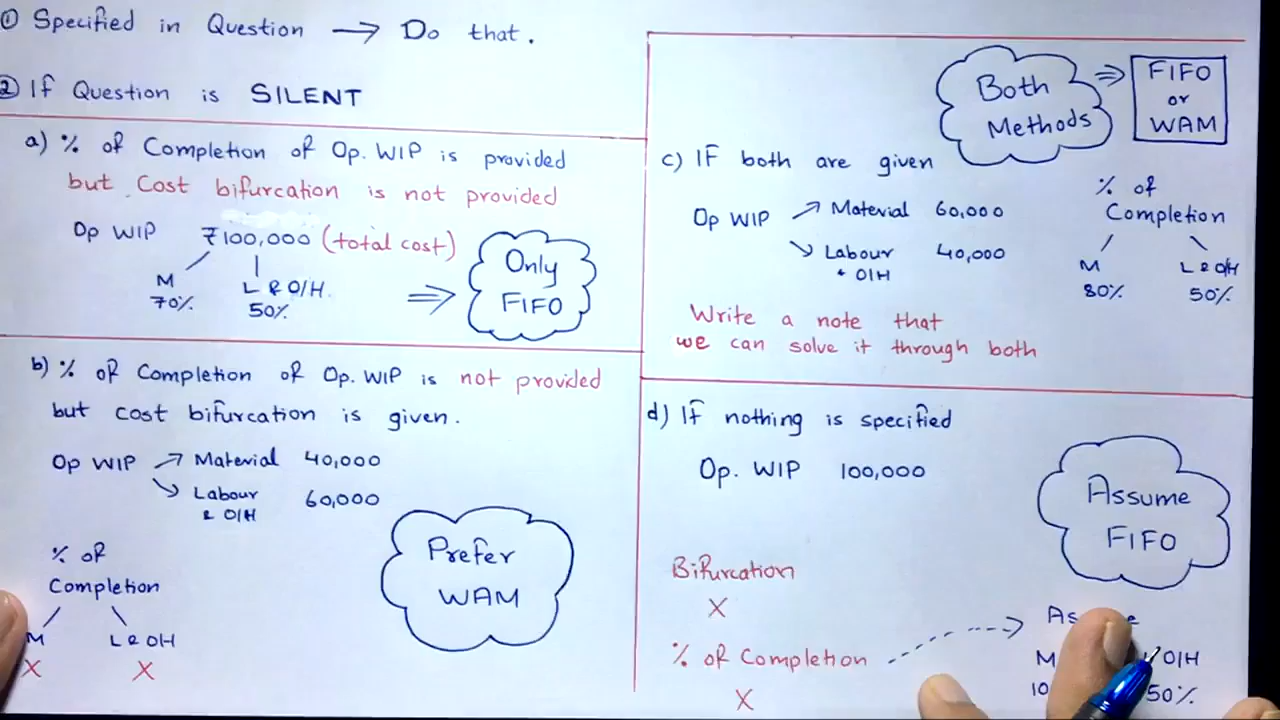 ① Specified in Question → Do that.
② If Question is SILENT
a) % of Completion of Op. WIP is provided
but Cost bifurcation is not provided
Op WIP ₹100,000 (total cost)
M L & O/H
70% 50%
⇒ Only
FIFO
b) % of Completion of Op. WIP is not provided
but cost bifurcation is given.
Op WIP → Material 40,000
Labour 60,000
& O/H
% of
Completion
M L & OH
X X
Prefer
WAM
Both
Methods ⇒ FIFO
or
WAM
c) IF both are given
Op WIP → Material 60,000
Labour 40,000
+ O/H
% of
Completion
M L & O/H
80% 50%
Write a note that
we can solve it through both
d) If nothing is specified
Op. WIP 100,000
Assume
FIFO
Bifurcation
X
% of Completion
X
M O/H
50%